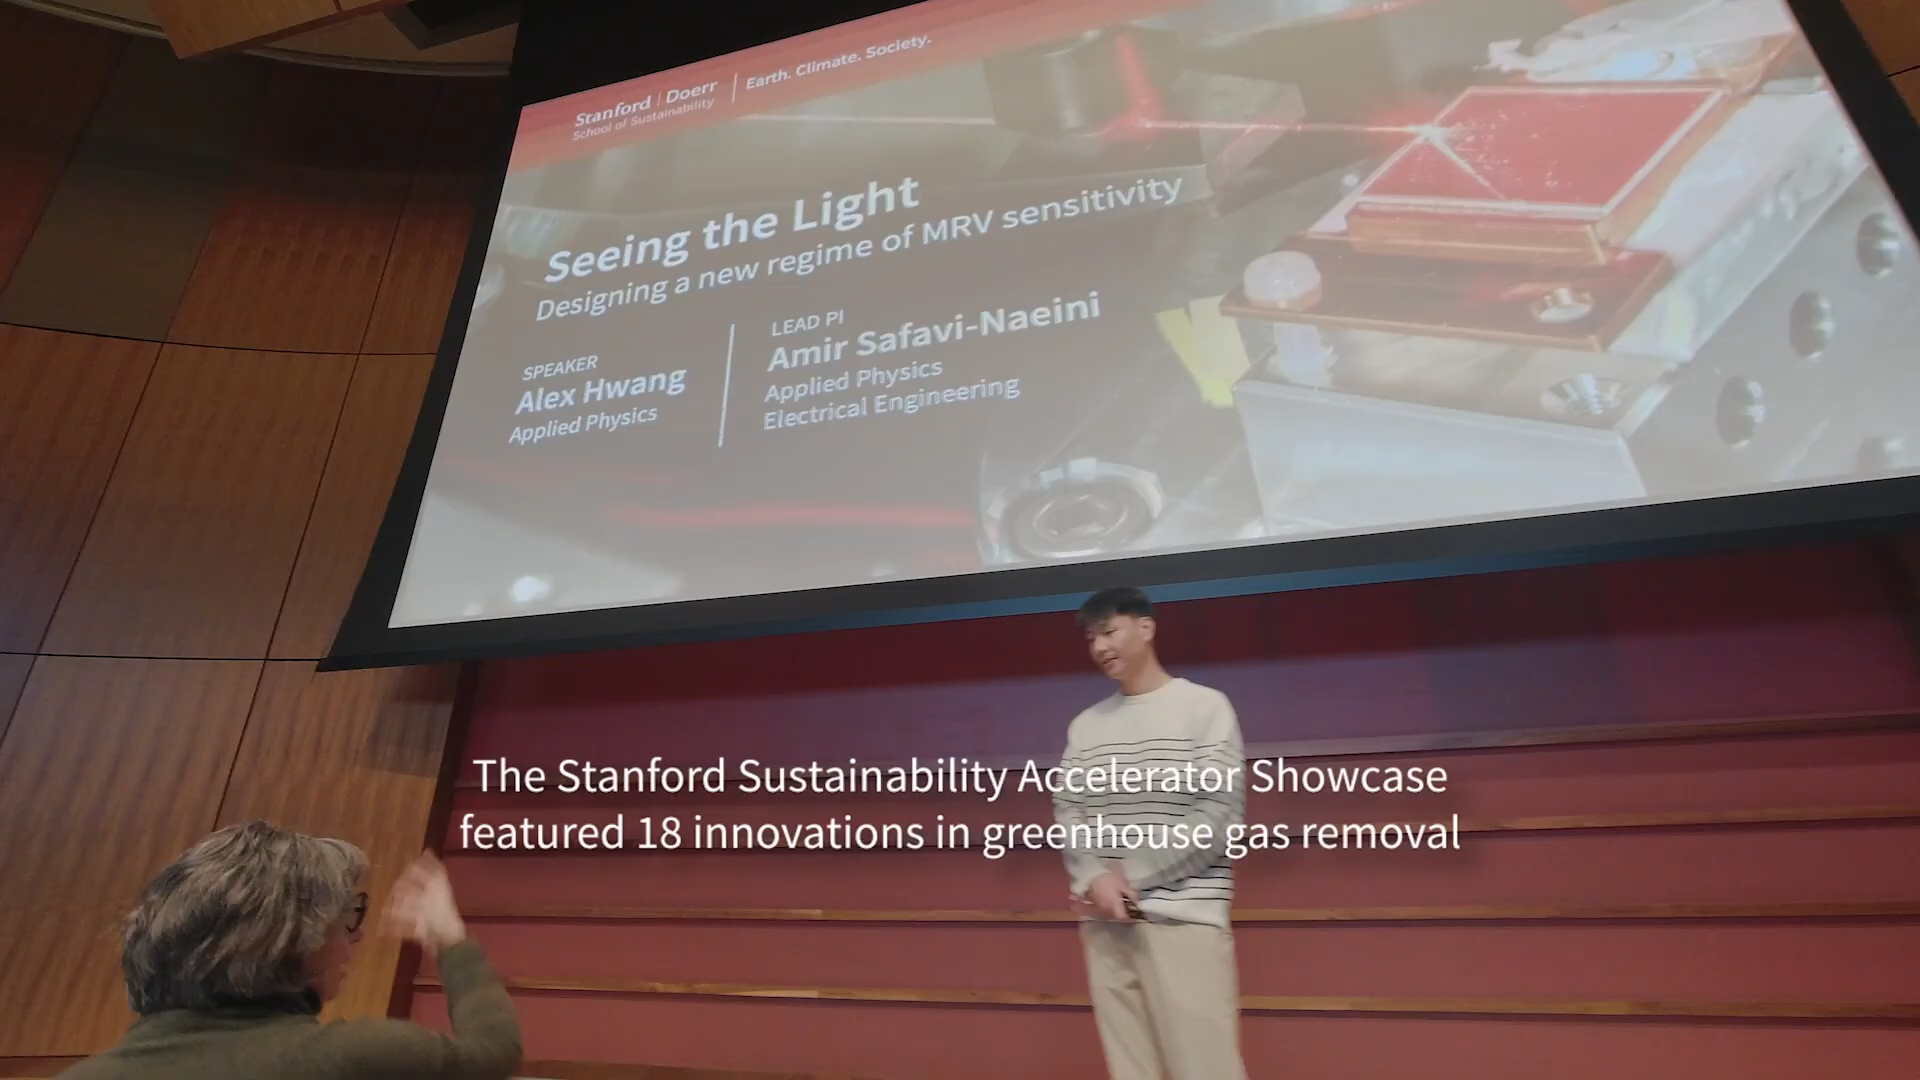 Stanford | Doerr
School of Sustainability
Earth. Climate. Society.
Seeing the Light
Designing a new regime of MRV sensitivity
SPEAKER
Alex Hwang
Applied Physics
LEAD PI
Amir Safavi-Naeini
Applied Physics
Electrical Engineering
The Stanford Sustainability Accelerator Showcase
featured 18 innovations in greenhouse gas removal